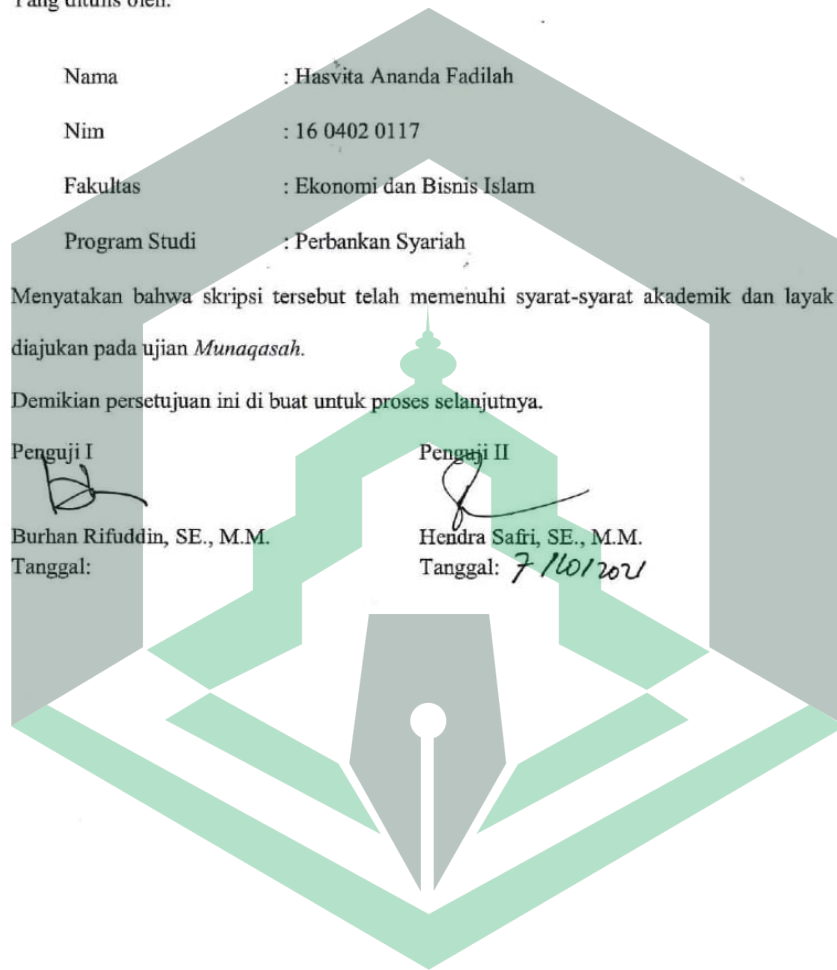 Yang ditulis oleh:
Nama : Hasvita Ananda Fadilah
Nim : 16 0402 0117
Fakultas : Ekonomi dan Bisnis Islam
Program Studi : Perbankan Syariah
Menyatakan bahwa skripsi tersebut telah memenuhi syarat-syarat akademik dan layak
diajukan pada ujian Munaqasah.
Demikian persetujuan ini di buat untuk proses selanjutnya.
Penguji I Penguji II
Burhan Rifuddin, SE., M.M. Hendra Safri, SE., M.M.
Tanggal: Tanggal: 7/10/2021